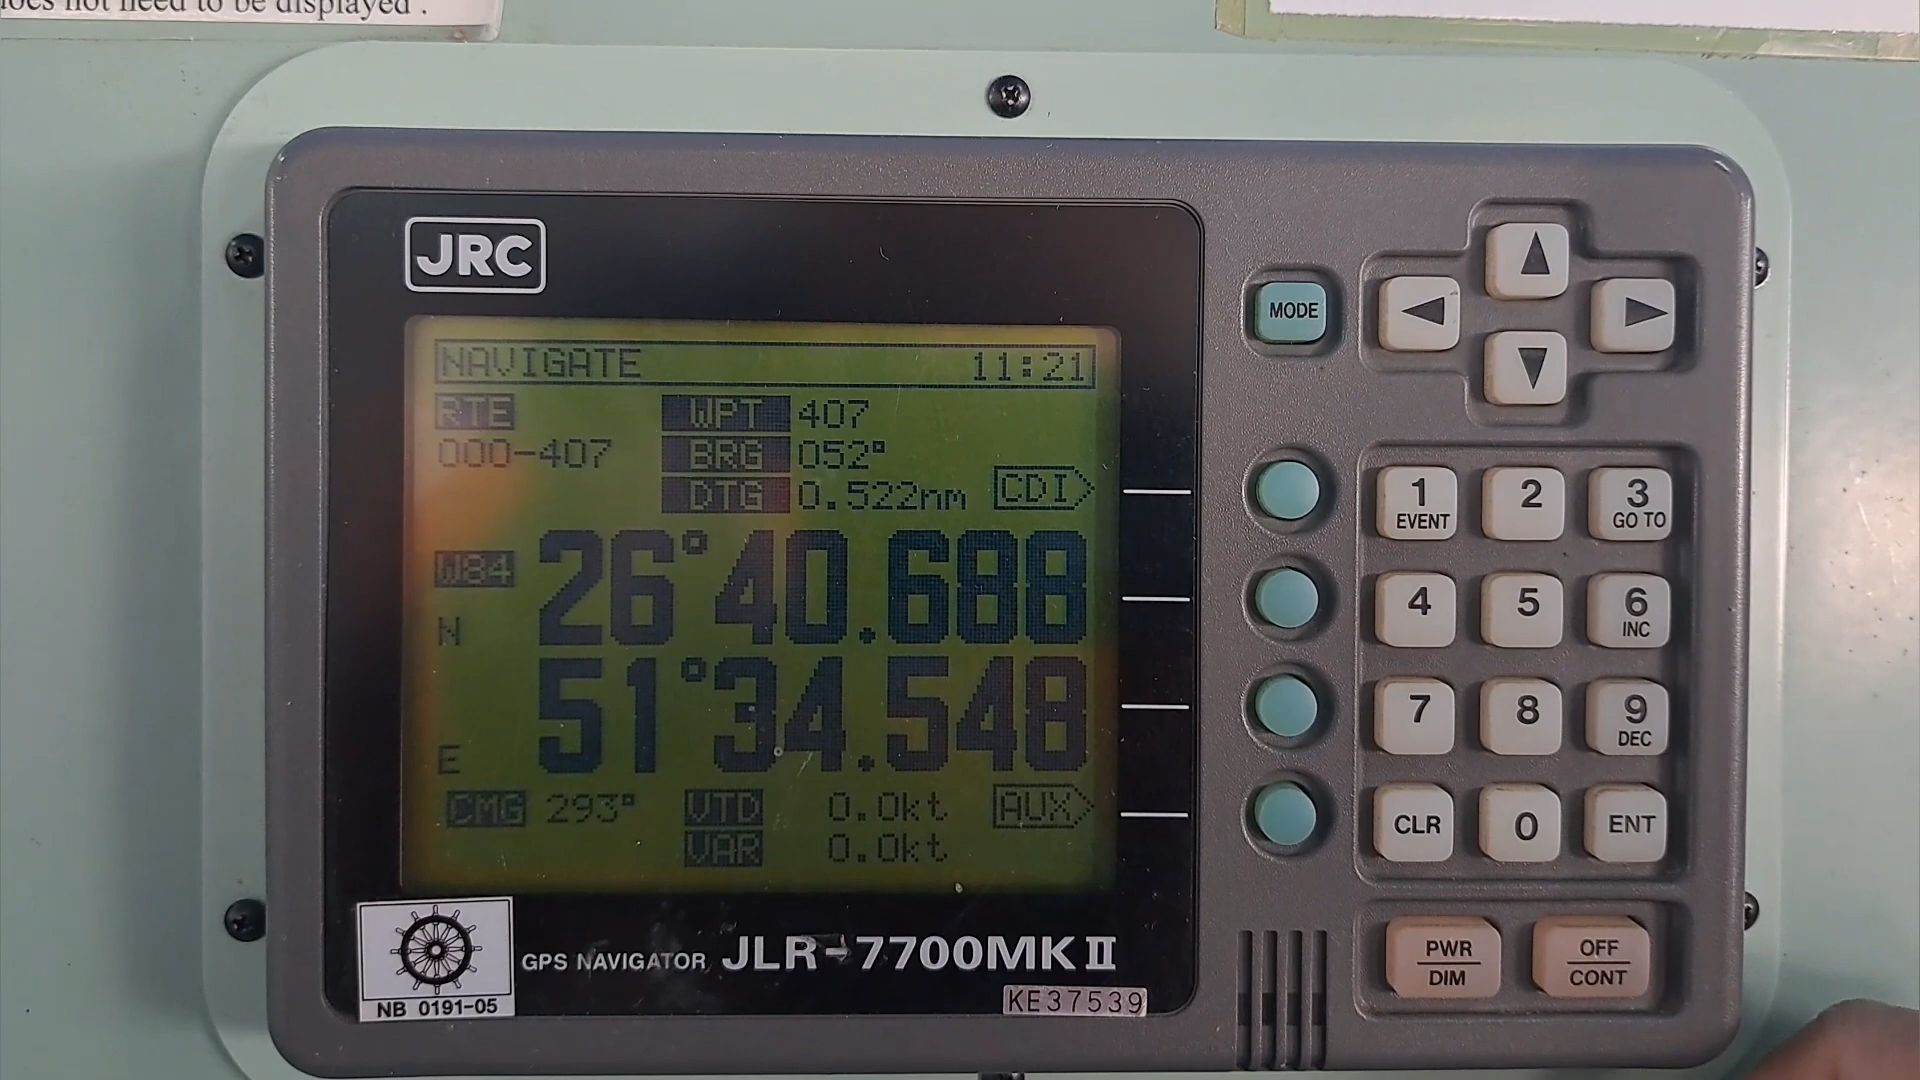 does not need to be displayed .
JRC
NAVIGATE 11:21
RTE WPT 407
000-407 BRG 052°
DTG 0.522nm CDI
W84 26°40.688
N
51°34.548
E
CMG 293° VTD 0.0kt AUX
VAR 0.0kt
NB 0191-05
GPS NAVIGATOR JLR-7700MKⅡ
KE37539
MODE
1 2 3
EVENT GO TO
4 5 6
INC
7 8 9
DEC
CLR 0 ENT
PWR OFF
DIM CONT